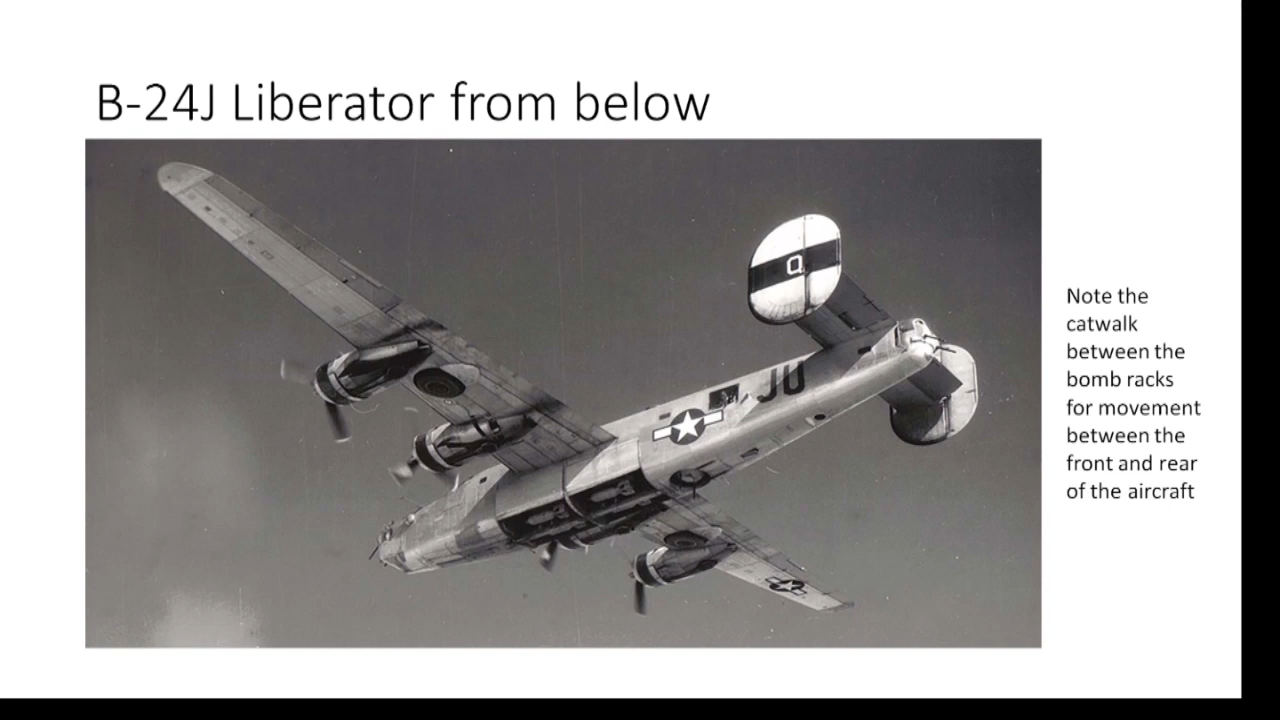 B-24J Liberator from below
Q
JU
Note the
catwalk
between the
bomb racks
for movement
between the
front and rear
of the aircraft